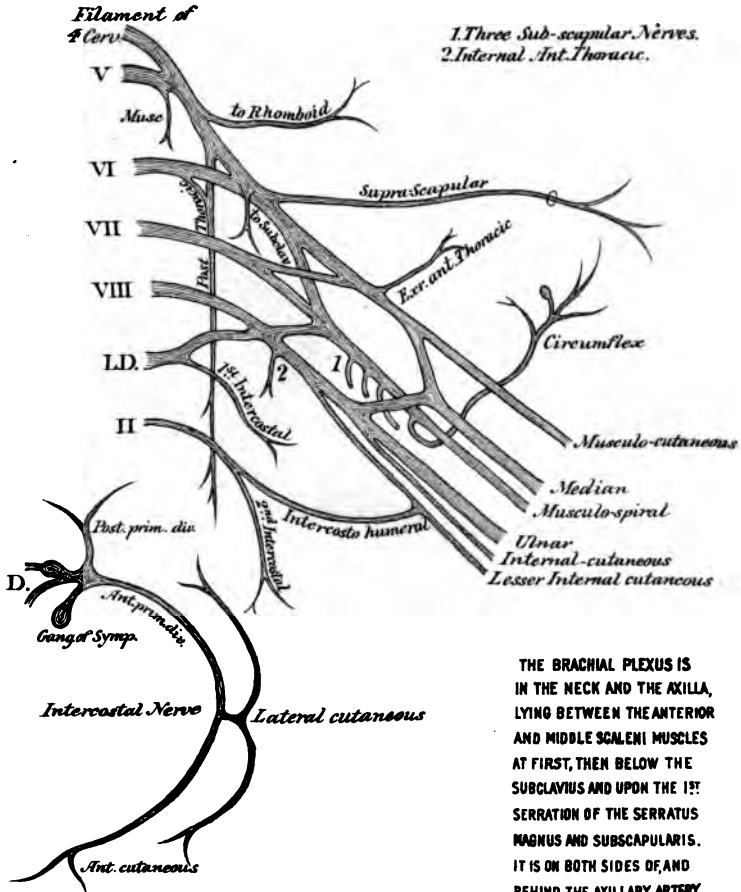 Filament of
4 Cerv.
1. Three Sub-scapular Nerves.
2. Internal Ant. Thoracic.
V
Musc
to Rhomboid
VI
Post Thoracic
to Subclav
Supra-Scapular
VII
Exr. ant. Thoracic
VIII
Circumflex
I.D.
1
2
1st Intercostal
II
Musculo-cutaneous
Median
Musculo-spiral
Ulnar
Internal-cutaneous
Lesser Internal cutaneous
Intercosto humeral
2nd Intercostal
Post. prim. div.
D.
Ant. prim. div.
Gang of Symp.
Intercostal Nerve
Lateral cutaneous
Ant. cutaneous
THE BRACHIAL PLEXUS IS
IN THE NECK AND THE AXILLA,
LYING BETWEEN THE ANTERIOR
AND MIDDLE SCALENI MUSCLES
AT FIRST, THEN BELOW THE
SUBCLAVIUS AND UPON THE 1ST
SERRATION OF THE SERRATUS
MAGNUS AND SUBSCAPULARIS.
IT IS ON BOTH SIDES OF, AND
BEHIND THE AXILLARY ARTERY